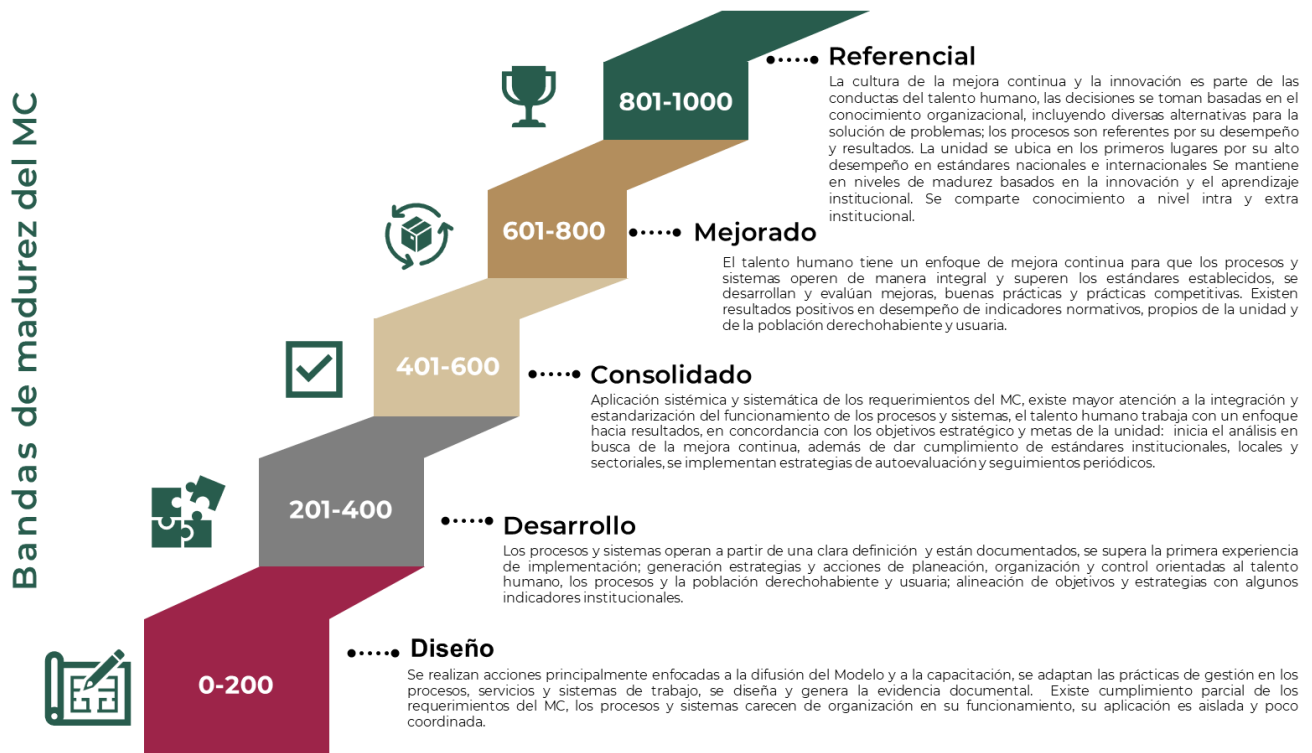 Bandas de madurez del MC
801-1000
Referencial
La cultura de la mejora continua y la innovación es parte de las
conductas del talento humano, las decisiones se toman basadas en el
conocimiento organizacional, incluyendo diversas alternativas para la
solución de problemas; los procesos son referentes por su desempeño
y resultados. La unidad se ubica en los primeros lugares por su alto
desempeño en estándares nacionales e internacionales Se mantiene
en niveles de madurez basados en la innovación y el aprendizaje
institucional. Se comparte conocimiento a nivel intra y extra
institucional.
601-800
Mejorado
El talento humano tiene un enfoque de mejora continua para que los procesos y
sistemas operen de manera integral y superen los estándares establecidos, se
desarrollan y evalúan mejoras, buenas prácticas y prácticas competitivas. Existen
resultados positivos en desempeño de indicadores normativos, propios de la unidad y
de la población derechohabiente y usuaria.
401-600
Consolidado
Aplicación sistémica y sistemática de los requerimientos del MC, existe mayor atención a la integración y
estandarización del funcionamiento de los procesos y sistemas, el talento humano trabaja con un enfoque
hacia resultados, en concordancia con los objetivos estratégico y metas de la unidad: inicia el análisis en
busca de la mejora continua, además de dar cumplimiento de estándares institucionales, locales y
sectoriales, se implementan estrategias de autoevaluación y seguimientos periódicos.
201-400
Desarrollo
Los procesos y sistemas operan a partir de una clara definición y están documentados, se supera la primera experiencia
de implementación; generación estrategias y acciones de planeación, organización y control orientadas al talento
humano, los procesos y la población derechohabiente y usuaria; alineación de objetivos y estrategias con algunos
indicadores institucionales.
0-200
Diseño
Se realizan acciones principalmente enfocadas a la difusión del Modelo y a la capacitación, se adaptan las prácticas de gestión en los
procesos, servicios y sistemas de trabajo, se diseña y genera la evidencia documental. Existe cumplimiento parcial de los
requerimientos del MC, los procesos y sistemas carecen de organización en su funcionamiento, su aplicación es aislada y poco
coordinada.